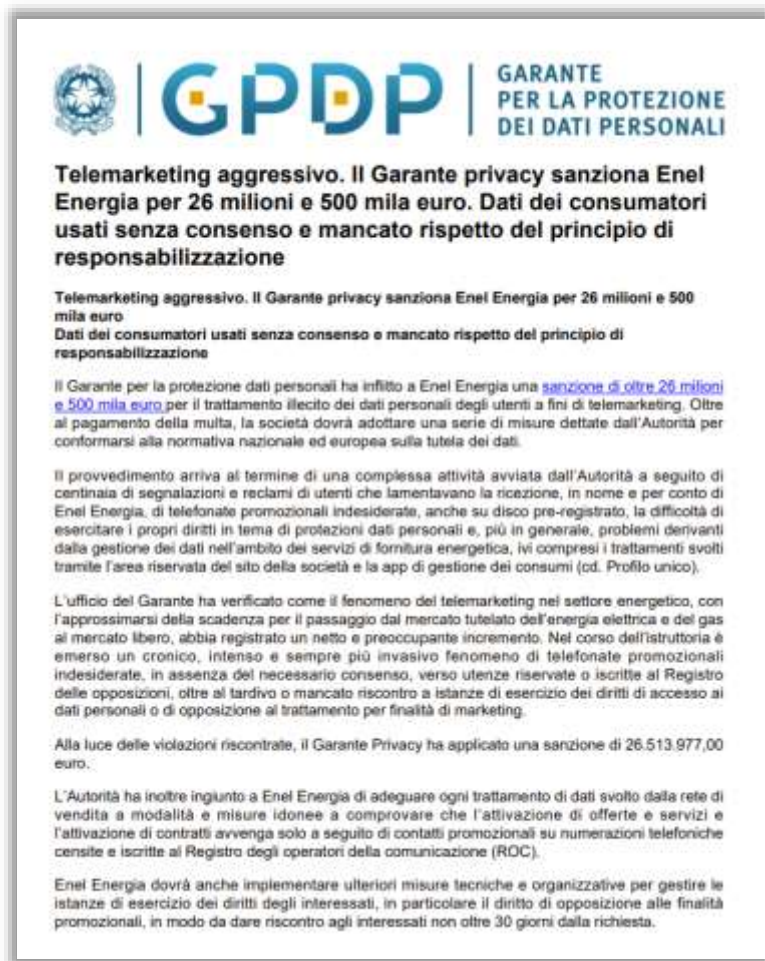 GPDP
GARANTE
PER LA PROTEZIONE
DEI DATI PERSONALI
Telemarketing aggressivo. Il Garante privacy sanziona Enel
Energia per 26 milioni e 500 mila euro. Dati dei consumatori
usati senza consenso e mancato rispetto del principio di
responsabilizzazione
Telemarketing aggressivo. Il Garante privacy sanziona Enel Energia per 26 milioni e 500
mila euro
Dati dei consumatori usati senza consenso e mancato rispetto del principio di
responsabilizzazione
Il Garante per la protezione dati personali ha inflitto a Enel Energia una sanzione di oltre 26 milioni
e 500 mila euro per il trattamento illecito dei dati personali degli utenti a fini di telemarketing. Oltre
al pagamento della multa, la società dovrà adottare una serie di misure dettate dall'Autorità per
conformarsi alla normativa nazionale ed europea sulla tutela dei dati.
Il provvedimento arriva al termine di una complessa attività avviata dall'Autorità a seguito di
centinaia di segnalazioni e reclami di utenti che lamentavano la ricezione, in nome e per conto di
Enel Energia, di telefonate promozionali indesiderate, anche su disco pre-registrato, la difficoltà di
esercitare i propri diritti in tema di protezioni dati personali e, più in generale, problemi derivanti
dalla gestione dei dati nell'ambito dei servizi di fornitura energetica, ivi compresi i trattamenti svolti
tramite l'area riservata del sito della società e la app di gestione dei consumi (cd. Profilo unico).
L'ufficio del Garante ha verificato come il fenomeno del telemarketing nel settore energetico, con
l'approssimarsi della scadenza per il passaggio dal mercato tutelato dell'energia elettrica e del gas
al mercato libero, abbia registrato un netto e preoccupante incremento. Nel corso dell'istruttoria è
emerso un cronico, intenso e sempre più invasivo fenomeno di telefonate promozionali
indesiderate, in assenza del necessario consenso, verso utenze riservate o iscritte al Registro
delle opposizioni, oltre al tardivo o mancato riscontro a istanze di esercizio dei diritti di accesso ai
dati personali o di opposizione al trattamento per finalità di marketing.
Alla luce delle violazioni riscontrate, il Garante Privacy ha applicato una sanzione di 26.513.977,00
euro.
L'Autorità ha inoltre ingiunto a Enel Energia di adeguare ogni trattamento di dati svolto dalla rete di
vendita a modalità e misure idonee a comprovare che l'attivazione di offerte e servizi e
l'attivazione di contratti avvenga solo a seguito di contatti promozionali su numerazioni telefoniche
censite e iscritte al Registro degli operatori della comunicazione (ROC).
Enel Energia dovrà anche implementare ulteriori misure tecniche e organizzative per gestire le
istanze di esercizio dei diritti degli interessati, in particolare il diritto di opposizione alle finalità
promozionali, in modo da dare riscontro agli interessati non oltre 30 giorni dalla richiesta.